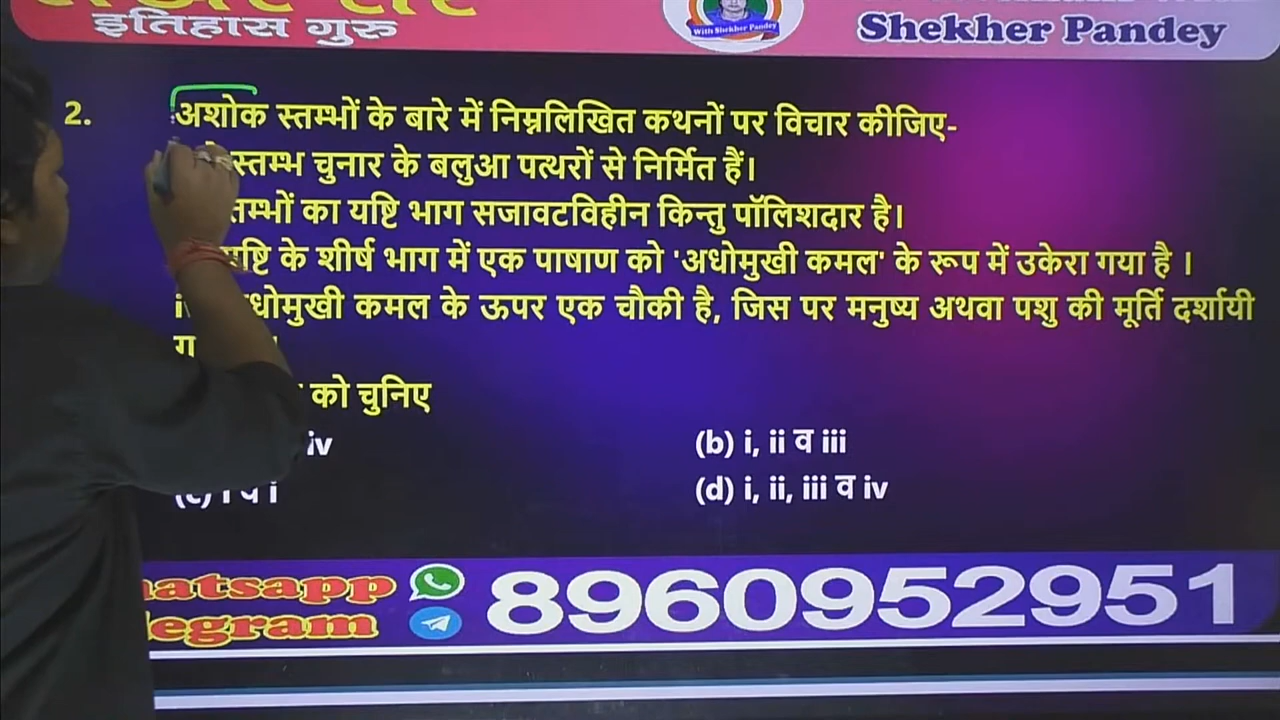 इतिहास गुरु
With Shekher Pandey
Shekher Pandey
2. अशोक स्तम्भों के बारे में निम्नलिखित कथनों पर विचार कीजिए-
स्तम्भ चुनार के बलुआ पत्थरों से निर्मित हैं।
का यष्टि भाग सजावटविहीन किन्तु पॉलिशदार है।
के शीर्ष भाग में एक पाषाण को 'अधोमुखी कमल' के रूप में उकेरा गया है ।
कमल के ऊपर एक चौकी है, जिस पर मनुष्य अथवा पशु की मूर्ति दर्शायी
को चुनिए
iv
(b) i, ii व iii
(d) i, ii, iii व iv
8960952951